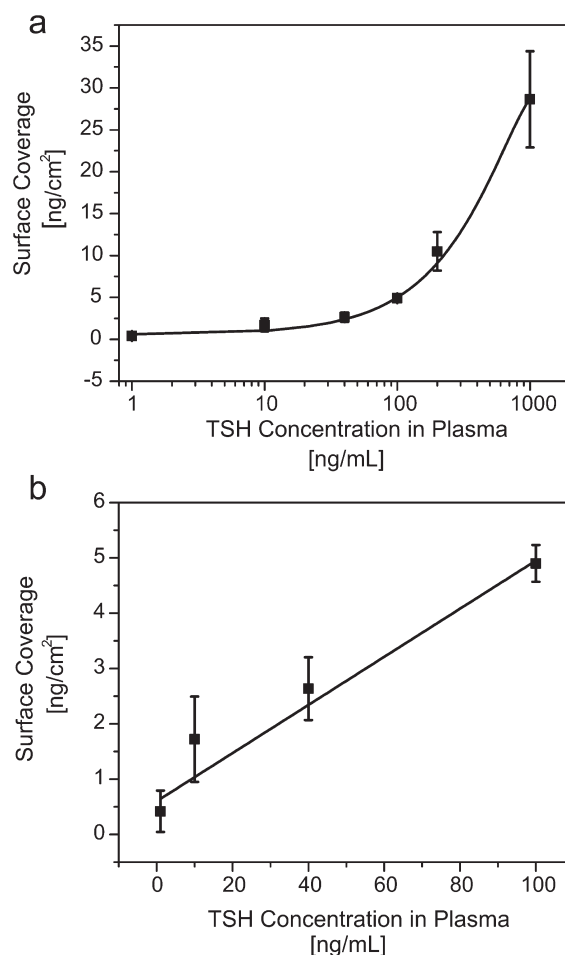 a
Surface Coverage
[ng/cm²]
35
30
25
20
15
10
5
0
-5
1 10 100 1000
TSH Concentration in Plasma
[ng/mL]
b
Surface Coverage
[ng/cm²]
6
5
4
3
2
1
0
0 20 40 60 80 100
TSH Concentration in Plasma
[ng/mL]